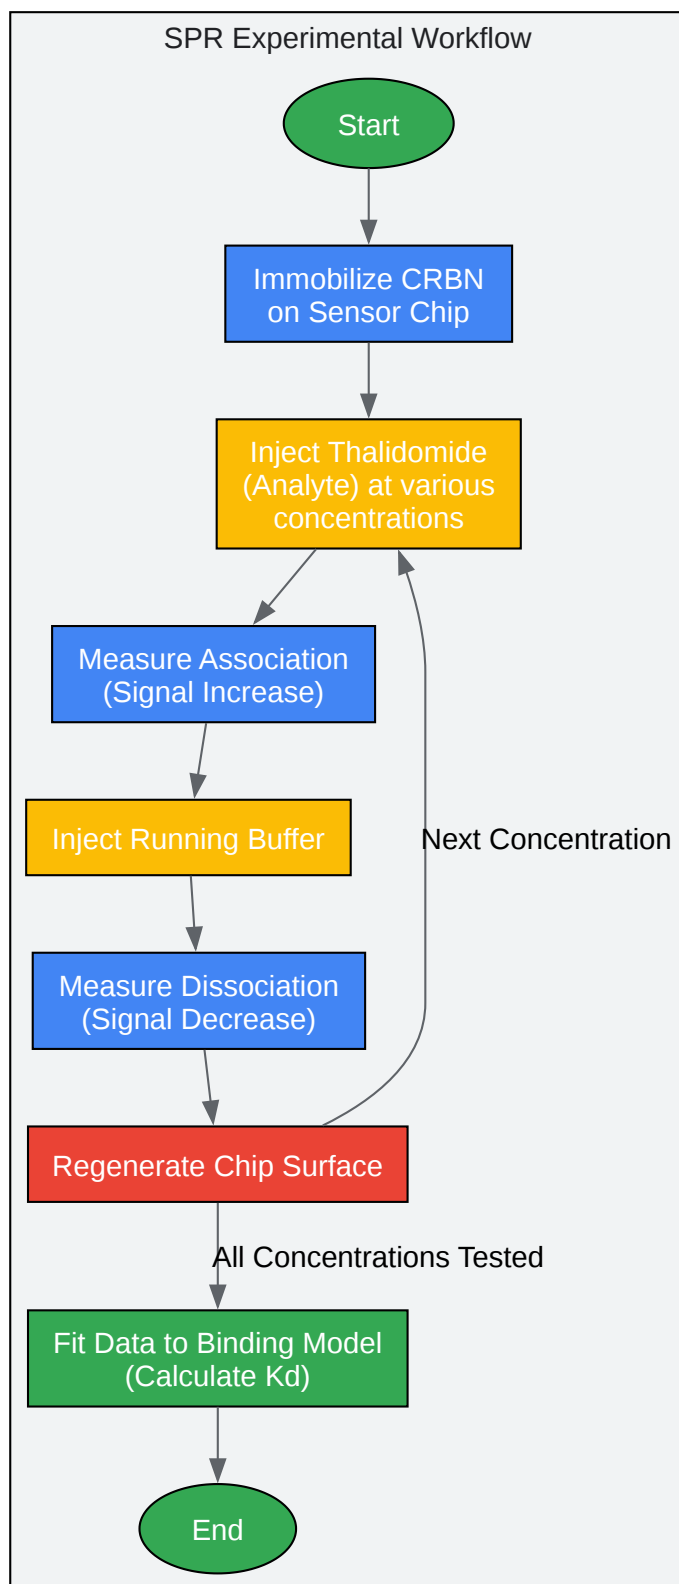 SPR Experimental Workflow
Start
Immobilize CRBN
on Sensor Chip
Inject Thalidomide
(Analyte) at various
concentrations
Measure Association
(Signal Increase)
Inject Running Buffer
Next Concentration
Measure Dissociation
(Signal Decrease)
Regenerate Chip Surface
All Concentrations Tested
Fit Data to Binding Model
(Calculate Kd)
End